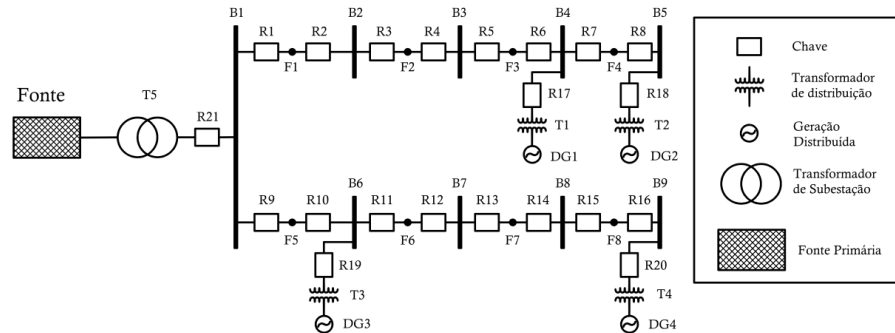 B1 B2 B3 B4 B5
R1 R2 R3 R4 R5 R6 R7 R8
F1 F2 F3 F4
Fonte T5 R21
R17 R18
T1 T2
DG1 DG2
B6 B7 B8 B9
R9 R10 R11 R12 R13 R14 R15 R16
F5 F6 F7 F8
R19 R20
T3 T4
DG3 DG4
Chave
Transformador
de distribuição
Geração
Distribuída
Transformador
de Subestação
Fonte Primária